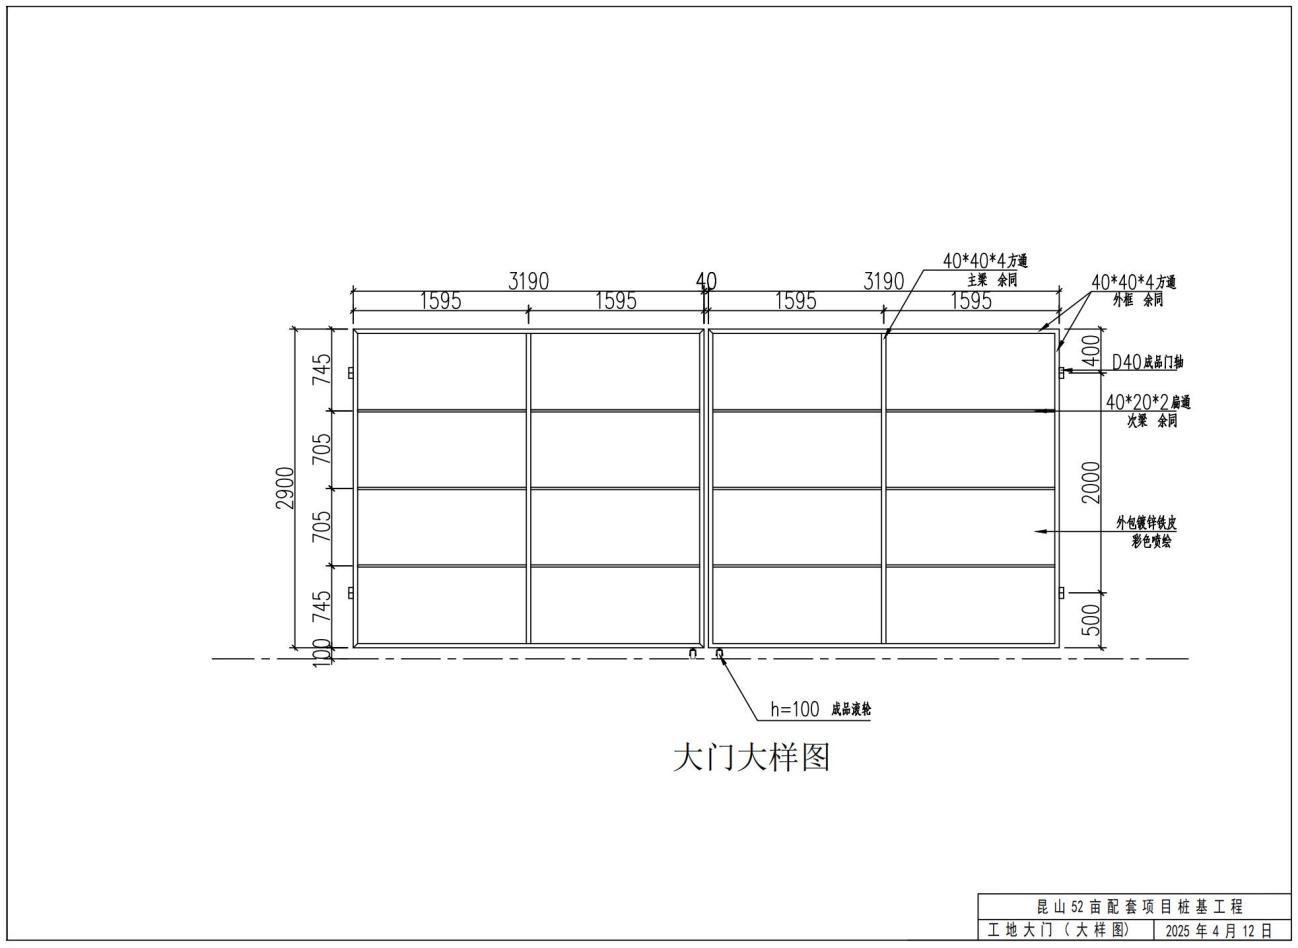 40*40*4方通
主梁 余同
3190
40
3190
40*40*4方通
外框 余同
1595
1595
1595
1595
745
400
D40成品门轴
40*20*2扁通
次梁 余同
705
2900
2000
705
外包镀锌铁皮
彩色喷绘
745
500
100
h=100 成品滚轮
大门大样图
昆山52亩配套项目桩基工程
工地大门(大样图)
2025年4月12日